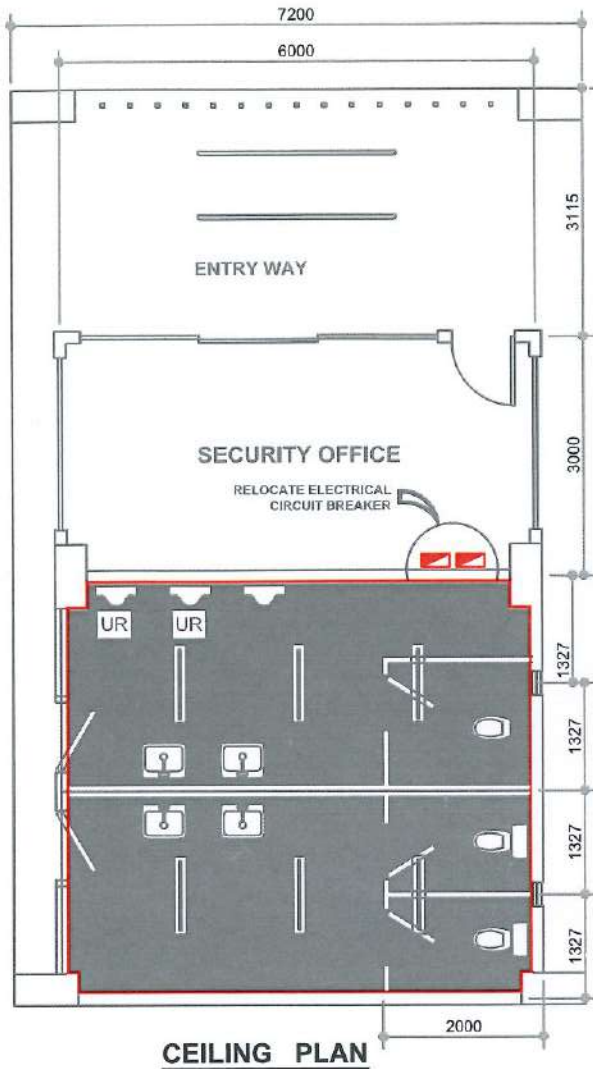 7200
6000
3115
ENTRY WAY
SECURITY OFFICE
3000
RELOCATE ELECTRICAL
CIRCUIT BREAKER
UR
UR
1327
1327
1327
1327
2000
CEILING PLAN